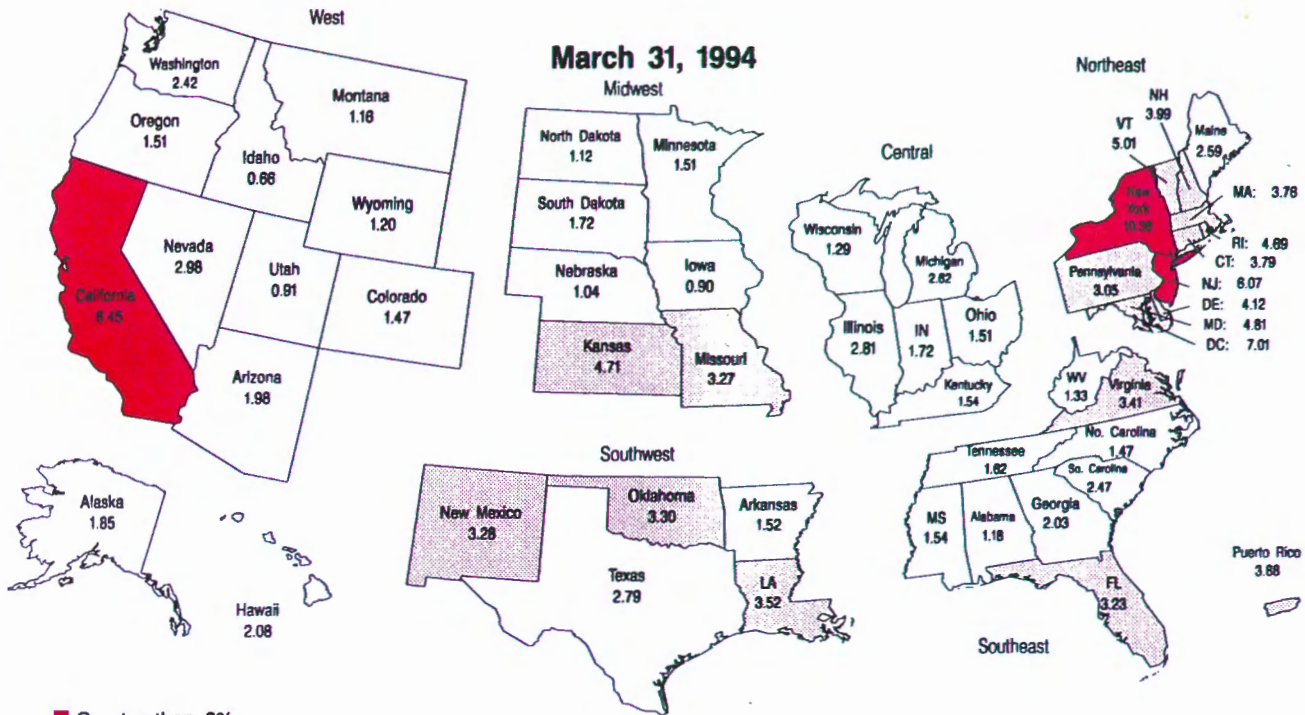 March 31, 1994
West
Washington
2.42
Montana
1.16
Oregon
1.51
Idaho
0.66
Wyoming
1.20
Nevada
2.98
Utah
0.91
Colorado
1.47
California
6.45
Arizona
1.98
Alaska
1.85
Hawaii
2.08
Midwest
North Dakota
1.12
Minnesota
1.51
South Dakota
1.72
Nebraska
1.04
Iowa
0.90
Kansas
4.71
Missouri
3.27
Southwest
New Mexico
3.28
Oklahoma
3.30
Arkansas
1.52
Texas
2.79
LA
3.52
Central
Wisconsin
1.29
Michigan
2.62
Illinois
2.81
IN
1.72
Ohio
1.51
Kentucky
1.54
Northeast
NH
3.99
VT
5.01
Maine
2.59
New
York
10.36
MA: 3.76
RI: 4.69
CT: 3.79
Pennsylvania
3.05
NJ: 6.07
DE: 4.12
MD: 4.81
DC: 7.01
WV
1.33
Virginia
3.41
No. Carolina
1.47
Tennessee
1.62
So. Carolina
2.47
MS
1.54
Alabama
1.18
Georgia
2.03
FL
3.23
Southeast
Puerto Rico
3.68